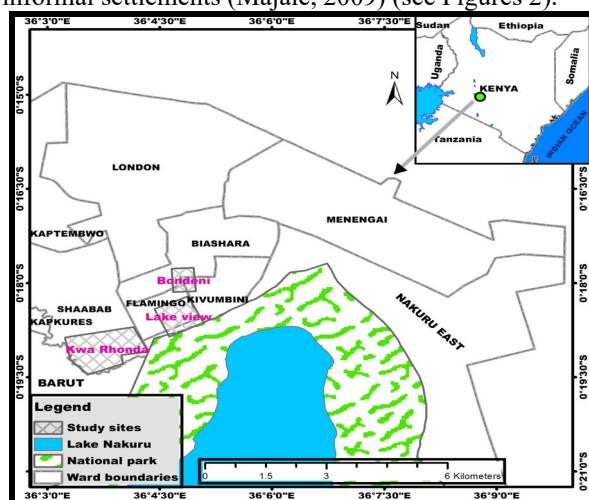 informal settlements (Majale, 2009) (see Figures 2).
36°3'0"E 36°4'30"E 36°6'0"E 36°7'30"E
Sudan Ethiopia
Uganda
Somalia
KENYA
Tanzania
INDIAN OCEAN
N
0°15'0"S 0°15'0"S
LONDON
0°16'30"S 0°16'30"S
MENENGAI
KAPTEMBWO
BIASHARA
0°18'0"S 0°18'0"S
Bondeni
KIVUMBINI
FLAMINGO
SHAABAB
Lake view
KAPKURES
NAKURU EAST
Kwa Rhonda
0°19'30"S 0°19'30"S
BARUT
Legend
Study sites
Lake Nakuru
National park
Ward boundaries
0 1.5 3 6 Kilometers
0°21'0"S
36°3'0"E 36°4'30"E 36°6'0"E 36°7'30"E 36°9'0"E